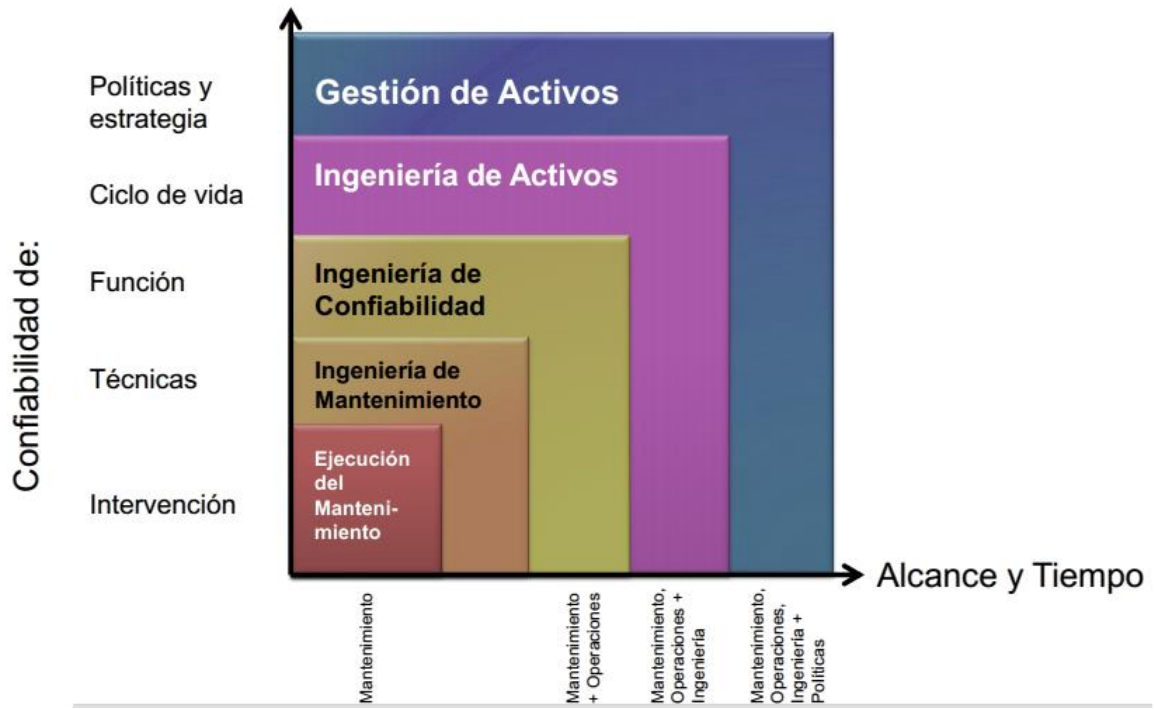 Confiabilidad de:
Políticas y
estrategia
Ciclo de vida
Función
Técnicas
Intervención
Gestión de Activos
Ingeniería de Activos
Ingeniería de
Confiabilidad
Ingeniería de
Mantenimiento
Ejecución
del
Manteni-
miento
Alcance y Tiempo
Mantenimiento
Mantenimiento
+ Operaciones
Mantenimiento,
Operaciones +
Ingeniería
Mantenimiento,
Operaciones,
Ingeniería +
Políticas